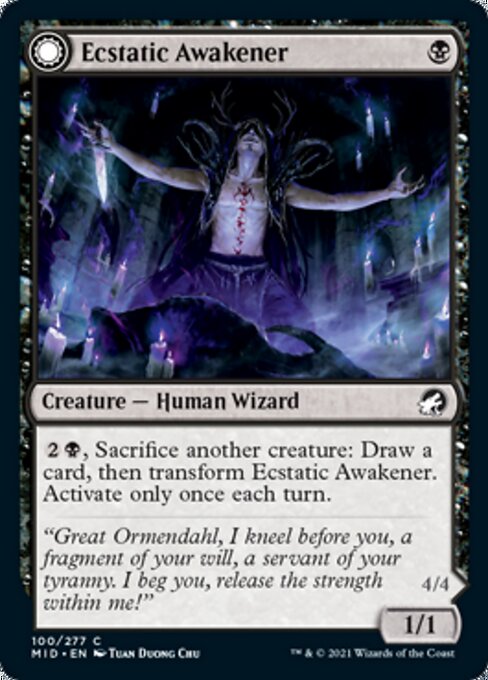 Ecstatic Awakener
Creature — Human Wizard
2, Sacrifice another creature: Draw a
card, then transform Ecstatic Awakener.
Activate only once each turn.
“Great Ormendahl, I kneel before you, a
fragment of your will, a servant of your
tyranny. I beg you, release the strength
within me!”
4/4
1/1
100/277 C
MID • EN Tuan Duong Chu
™ & © 2021 Wizards of the Coast